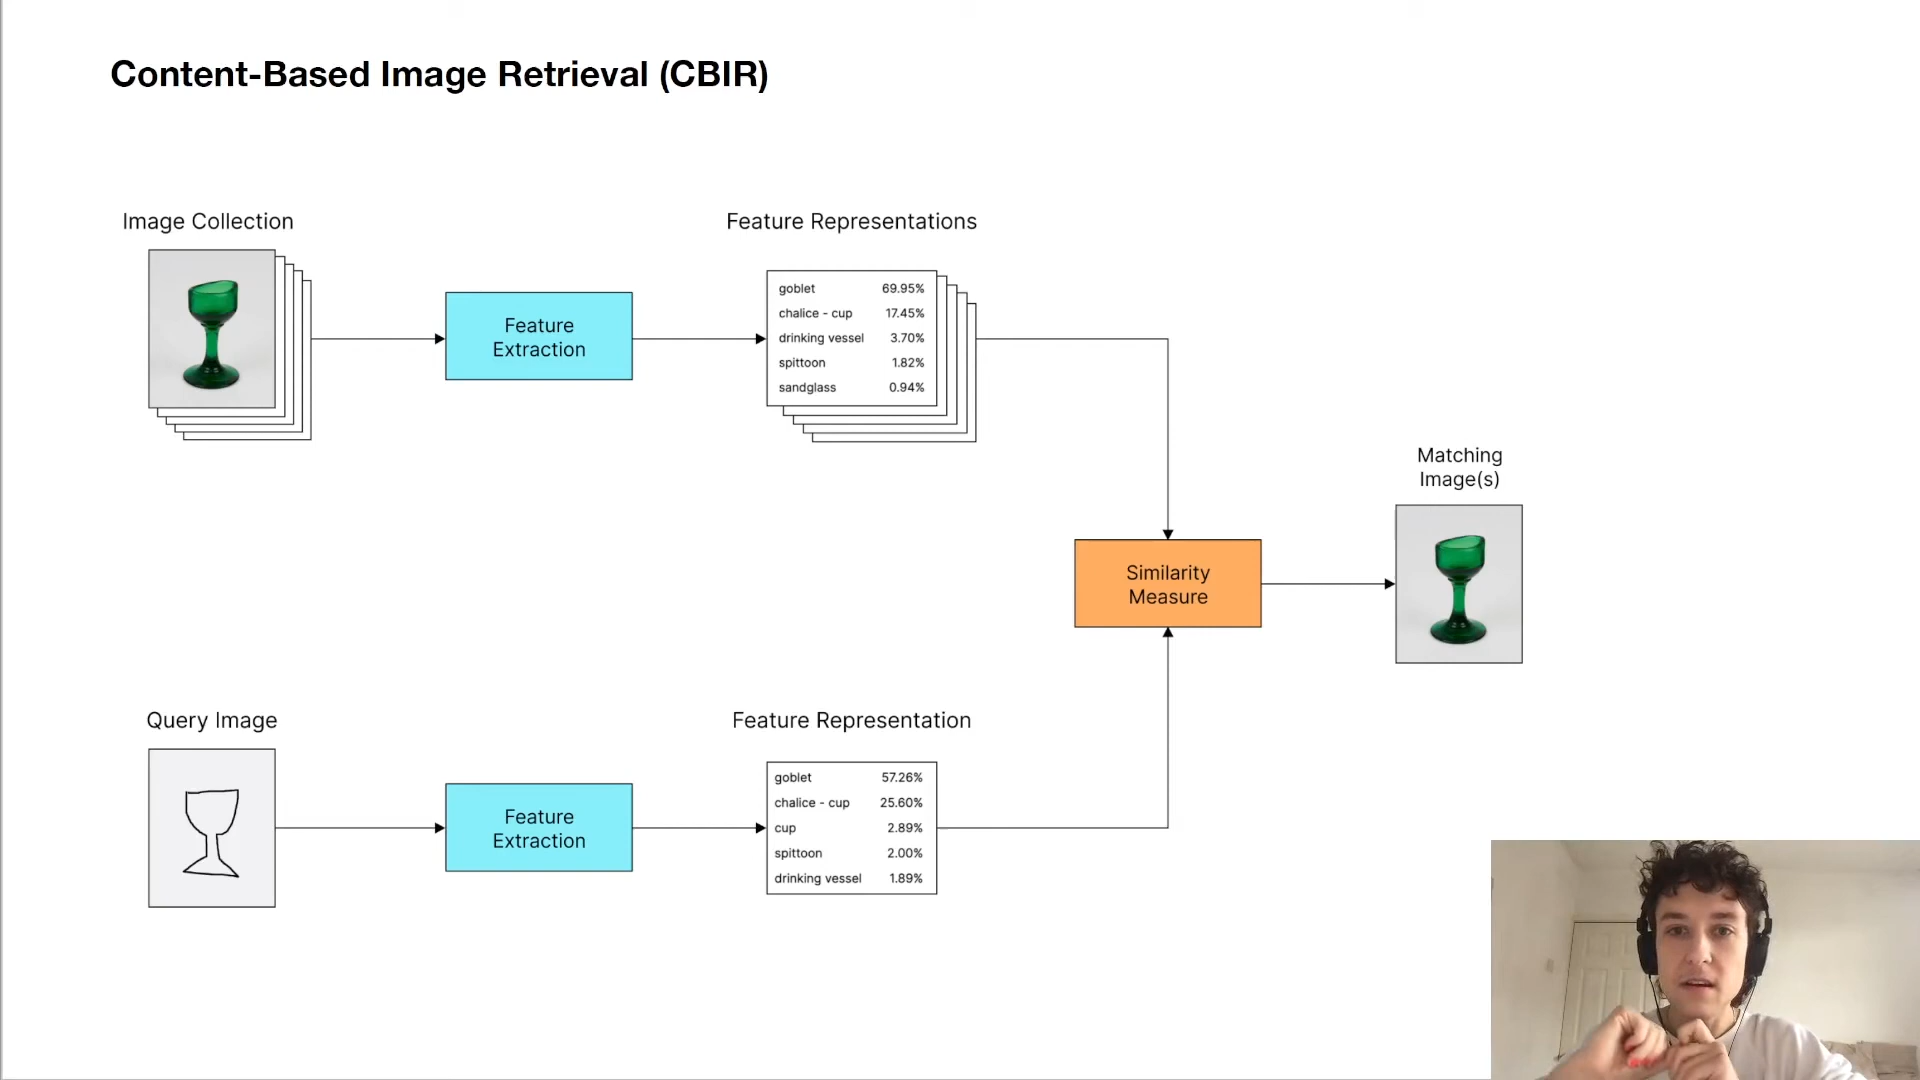 Content-Based Image Retrieval (CBIR)
Image Collection
Feature
Extraction
Feature Representations
goblet 69.95%
chalice - cup 17.45%
drinking vessel 3.70%
spittoon 1.82%
sandglass 0.94%
Similarity
Measure
Matching
Image(s)
Query Image
Feature
Extraction
Feature Representation
goblet 57.26%
chalice - cup 25.60%
cup 2.89%
spittoon 2.00%
drinking vessel 1.89%